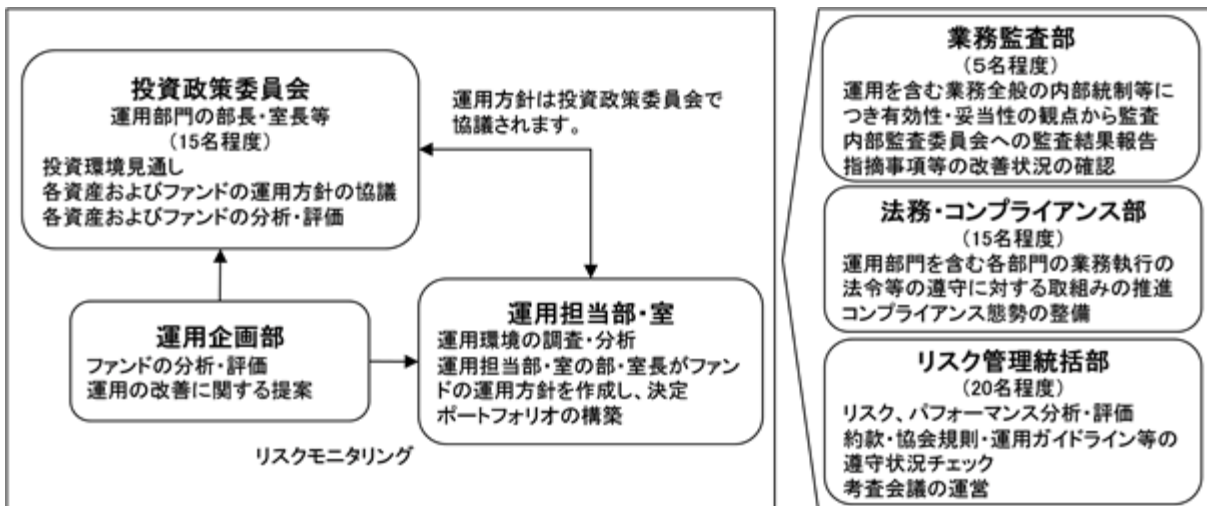 投資政策委員会
運用部門の部長・室長等
(15名程度)
投資環境見通し
各資産およびファンドの運用方針の協議
各資産およびファンドの分析・評価
運用方針は投資政策委員会で
協議されます。
運用企画部
ファンドの分析・評価
運用の改善に関する提案
運用担当部・室
運用環境の調査・分析
運用担当部・室の部・室長がファン
ドの運用方針を作成し、決定
ポートフォリオの構築
リスクモニタリング
業務監査部
(5名程度)
運用を含む業務全般の内部統制等に
つき有効性・妥当性の観点から監査
内部監査委員会への監査結果報告
指摘事項等の改善状況の確認
法務・コンプライアンス部
(15名程度)
運用部門を含む各部門の業務執行の
法令等の遵守に対する取組みの推進
コンプライアンス態勢の整備
リスク管理統括部
(20名程度)
リスク、パフォーマンス分析・評価
約款・協会規則・運用ガイドライン等の
遵守状況チェック
考査会議の運営